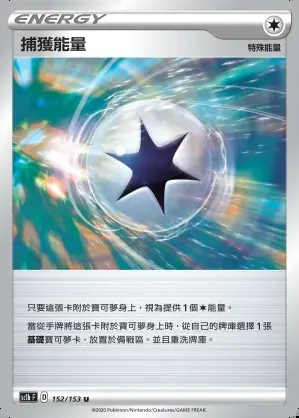 ENERGY
捕獲能量
特殊能量
只要這張卡附於寶可夢身上，視為提供1個能量。
當從手牌將這張卡附於寶可夢身上時，從自己的牌庫選擇1張
基礎寶可夢卡，放置於備戰區。並且重洗牌庫。
sc1b F D 152/153 U
©2020 Pokémon/Nintendo/Creatures/GAME FREAK.